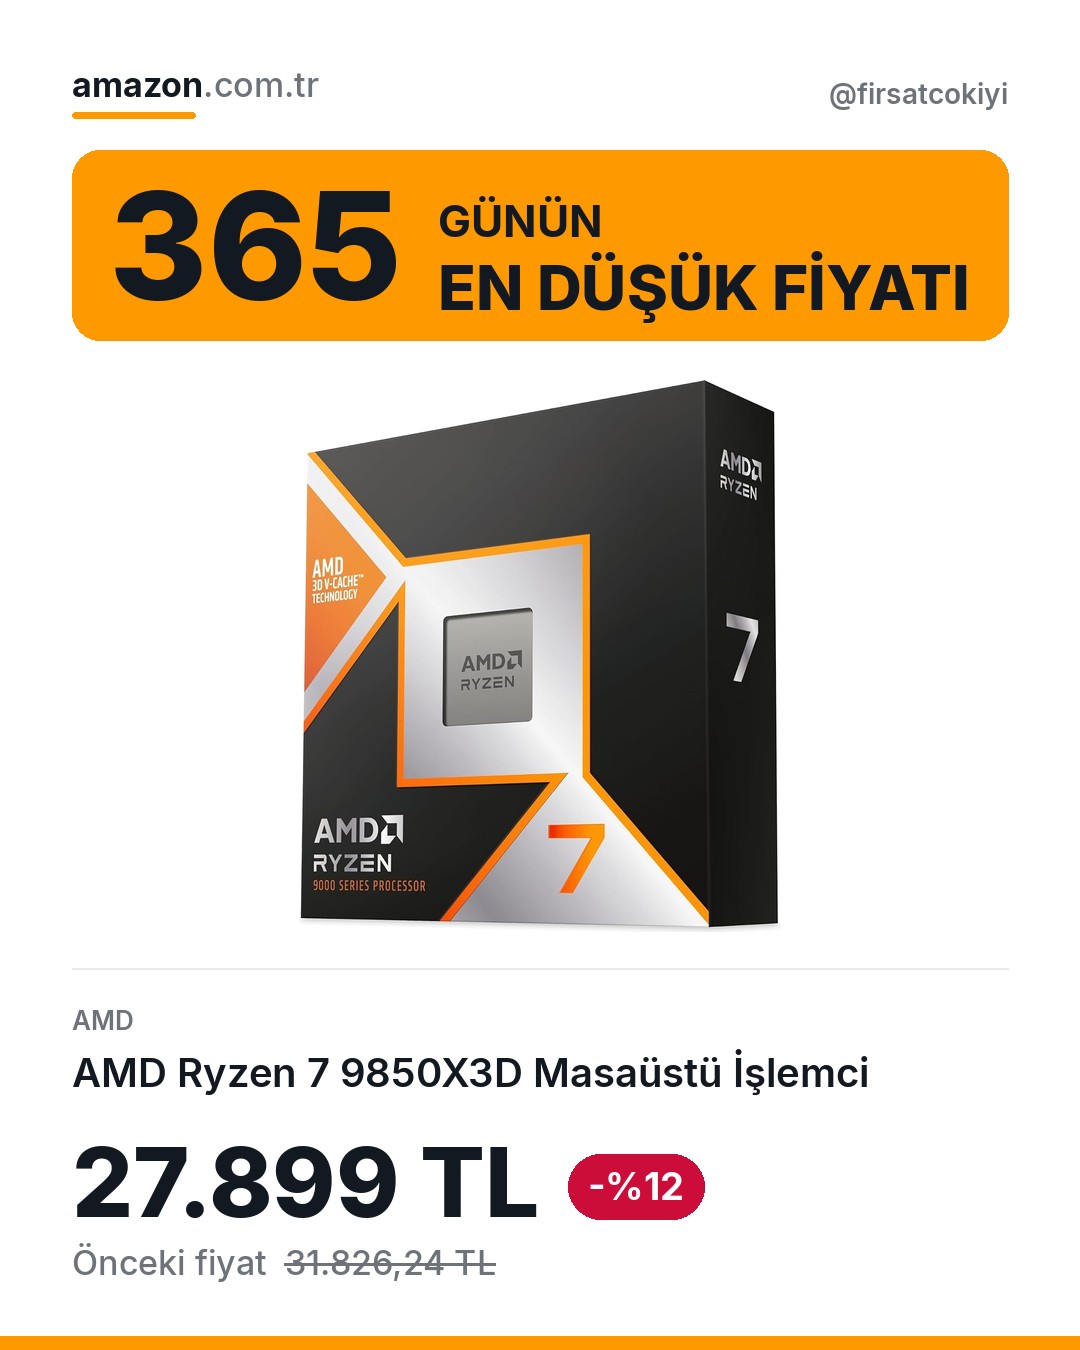 amazon.com.tr
@firsatcokiyi
365
GÜNÜN
EN DÜŞÜK FİYATI
AMD
3D V-CACHE™
TECHNOLOGY
AMD
RYZEN
7
AMD
RYZEN
AMD
RYZEN
9000 SERIES PROCESSOR
7
AMD
AMD Ryzen 7 9850X3D Masaüstü İşlemci
27.899 TL
-%12
Önceki fiyat 31.826,24 TL